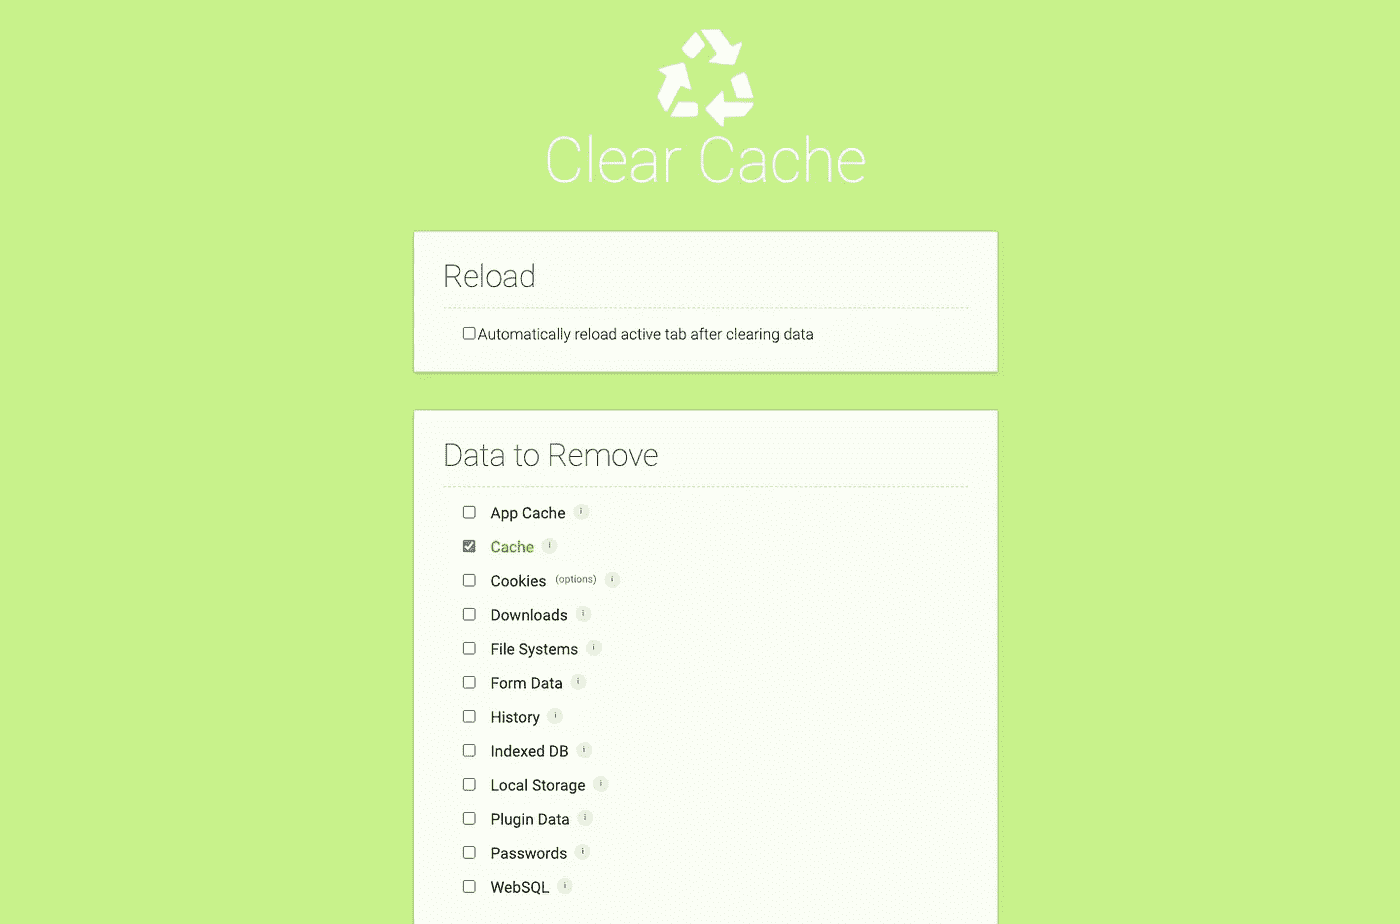 Clear Cache
Reload
Automatically reload active tab after clearing data
Data to Remove
App Cache i
Cache i
Cookies (options) i
Downloads i
File Systems i
Form Data i
History i
Indexed DB i
Local Storage i
Plugin Data i
Passwords i
WebSQL i